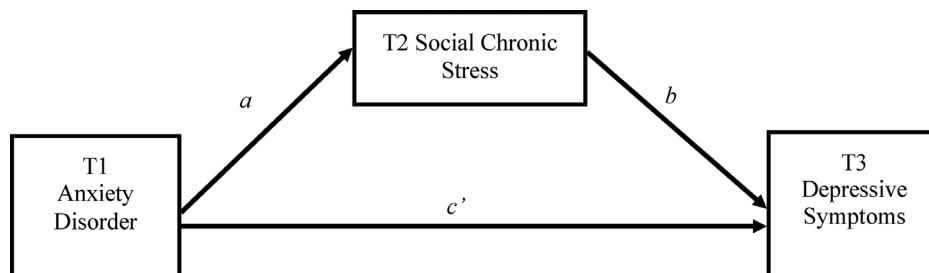 T2 Social Chronic
Stress
a
b
T1
Anxiety
Disorder
c’
T3
Depressive
Symptoms